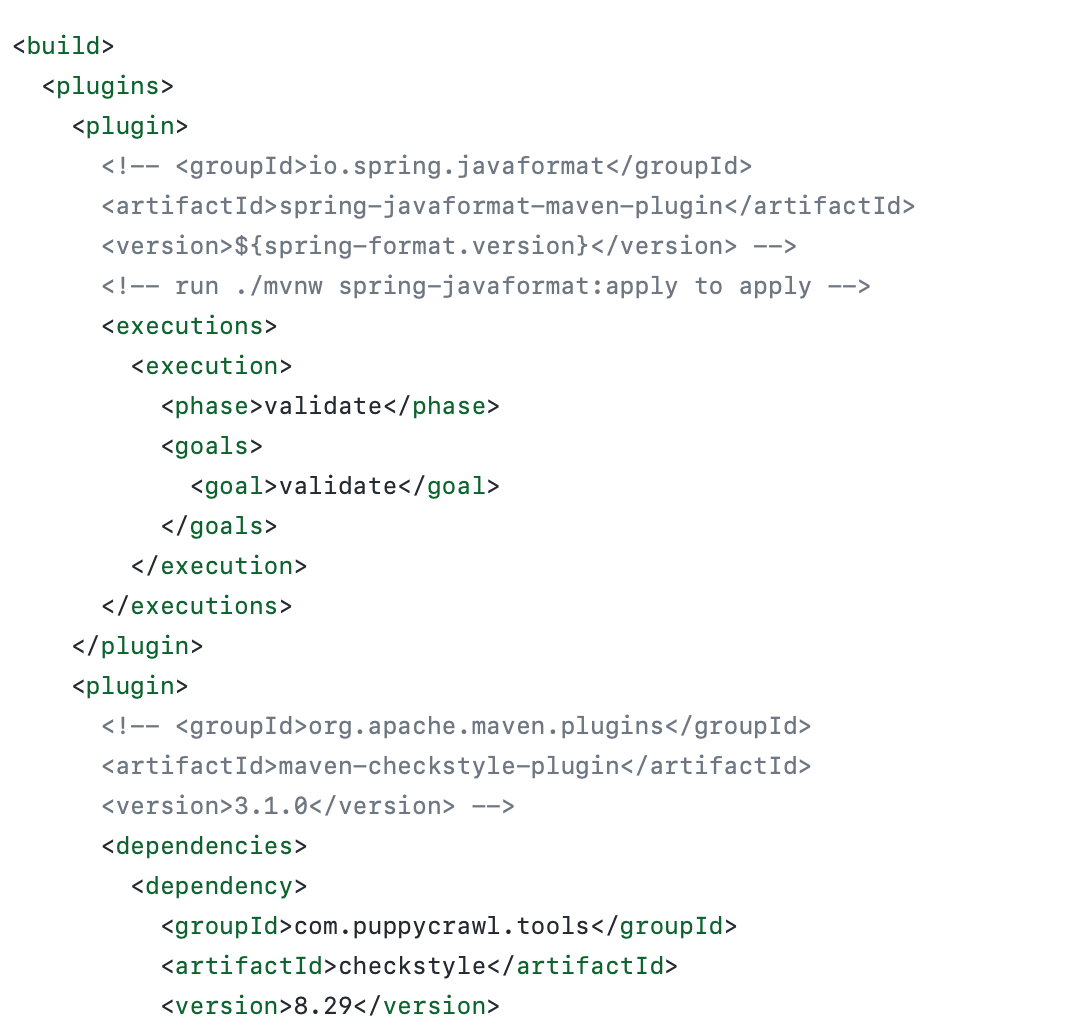 <build>
  <plugins>
    <plugin>
      <!-- <groupId>io.spring.javaformat</groupId>
      <artifactId>spring-javaformat-maven-plugin</artifactId>
      <version>${spring-format.version}</version> -->
      <!-- run ./mvnw spring-javaformat:apply to apply -->
      <executions>
        <execution>
          <phase>validate</phase>
          <goals>
            <goal>validate</goal>
          </goals>
        </execution>
      </executions>
    </plugin>
    <plugin>
      <!-- <groupId>org.apache.maven.plugins</groupId>
      <artifactId>maven-checkstyle-plugin</artifactId>
      <version>3.1.0</version> -->
      <dependencies>
        <dependency>
          <groupId>com.puppycrawl.tools</groupId>
          <artifactId>checkstyle</artifactId>
          <version>8.29</version>